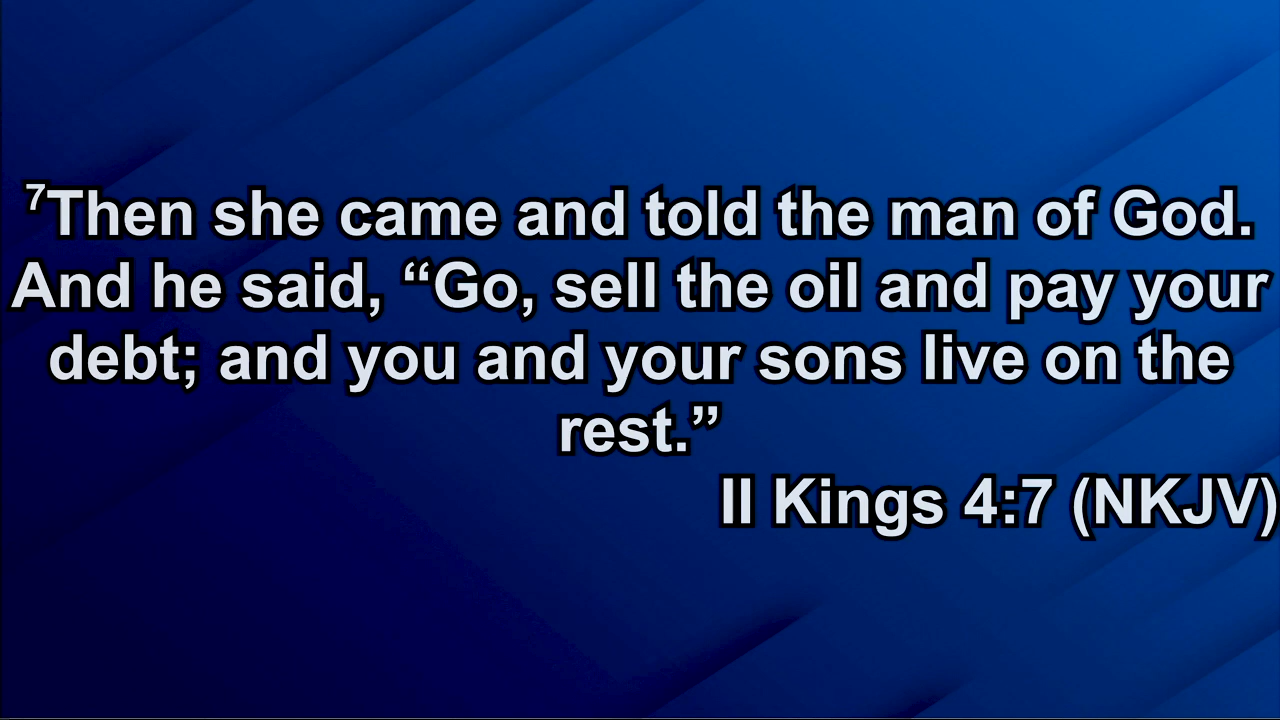 ⁷Then she came and told the man of God.
And he said, “Go, sell the oil and pay your
debt; and you and your sons live on the
rest.”
II Kings 4:7 (NKJV)